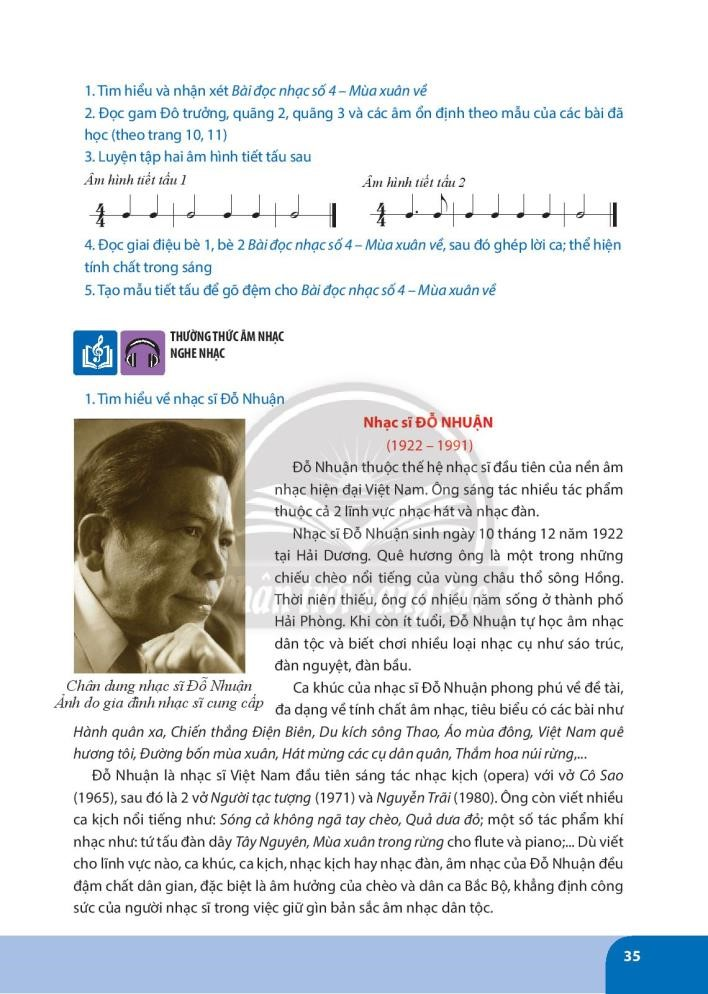 1. Tìm hiểu và nhận xét Bài đọc nhạc số 4 – Mùa xuân về
2. Đọc gam Đô trưởng, quãng 2, quãng 3 và các âm ổn định theo mẫu của các bài đã
học (theo trang 10, 11)
3. Luyện tập hai âm hình tiết tấu sau
Âm hình tiết tấu 1
Âm hình tiết tấu 2
4
4
4
4
4. Đọc giai điệu bè 1, bè 2 Bài đọc nhạc số 4 – Mùa xuân về, sau đó ghép lời ca; thể hiện
tính chất trong sáng
5. Tạo mẫu tiết tấu để gõ đệm cho Bài đọc nhạc số 4 – Mùa xuân về
THƯỜNG THỨC ÂM NHẠC
NGHE NHẠC
1. Tìm hiểu về nhạc sĩ Đỗ Nhuận
Nhạc sĩ ĐỖ NHUẬN
(1922 – 1991)
Đỗ Nhuận thuộc thế hệ nhạc sĩ đầu tiên của nền âm
nhạc hiện đại Việt Nam. Ông sáng tác nhiều tác phẩm
thuộc cả 2 lĩnh vực nhạc hát và nhạc đàn.
Nhạc sĩ Đỗ Nhuận sinh ngày 10 tháng 12 năm 1922
tại Hải Dương. Quê hương ông là một trong những
chiếu chèo nổi tiếng của vùng châu thổ sông Hồng.
Thời niên thiếu, ông có nhiều năm sống ở thành phố
Hải Phòng. Khi còn ít tuổi, Đỗ Nhuận tự học âm nhạc
dân tộc và biết chơi nhiều loại nhạc cụ như sáo trúc,
đàn nguyệt, đàn bầu.
Chân dung nhạc sĩ Đỗ Nhuận
Ảnh do gia đình nhạc sĩ cung cấp
Ca khúc của nhạc sĩ Đỗ Nhuận phong phú về đề tài,
đa dạng về tính chất âm nhạc, tiêu biểu có các bài như
Hành quân xa, Chiến thắng Điện Biên, Du kích sông Thao, Áo mùa đông, Việt Nam quê
hương tôi, Đường bốn mùa xuân, Hát mừng các cụ dân quân, Thắm hoa núi rừng,...
Đỗ Nhuận là nhạc sĩ Việt Nam đầu tiên sáng tác nhạc kịch (opera) với vở Cô Sao
(1965), sau đó là 2 vở Người tạc tượng (1971) và Nguyễn Trãi (1980). Ông còn viết nhiều
ca kịch nổi tiếng như: Sóng cả không ngã tay chèo, Quả dưa đỏ; một số tác phẩm khí
nhạc như: tứ tấu đàn dây Tây Nguyên, Mùa xuân trong rừng cho flute và piano;... Dù viết
cho lĩnh vực nào, ca khúc, ca kịch, nhạc kịch hay nhạc đàn, âm nhạc của Đỗ Nhuận đều
đậm chất dân gian, đặc biệt là âm hưởng của chèo và dân ca Bắc Bộ, khẳng định công
sức của người nhạc sĩ trong việc giữ gìn bản sắc âm nhạc dân tộc.
35